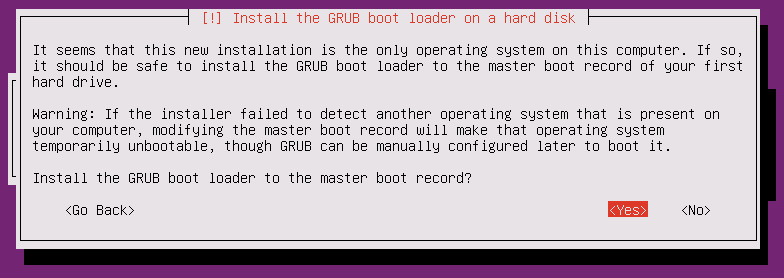 [!] Install the GRUB boot loader on a hard disk
It seems that this new installation is the only operating system on this computer. If so,
it should be safe to install the GRUB boot loader to the master boot record of your first
hard drive.
Warning: If the installer failed to detect another operating system that is present on
your computer, modifying the master boot record will make that operating system
temporarily unbootable, though GRUB can be manually configured later to boot it.
Install the GRUB boot loader to the master boot record?
<Go Back> <Yes> <No>